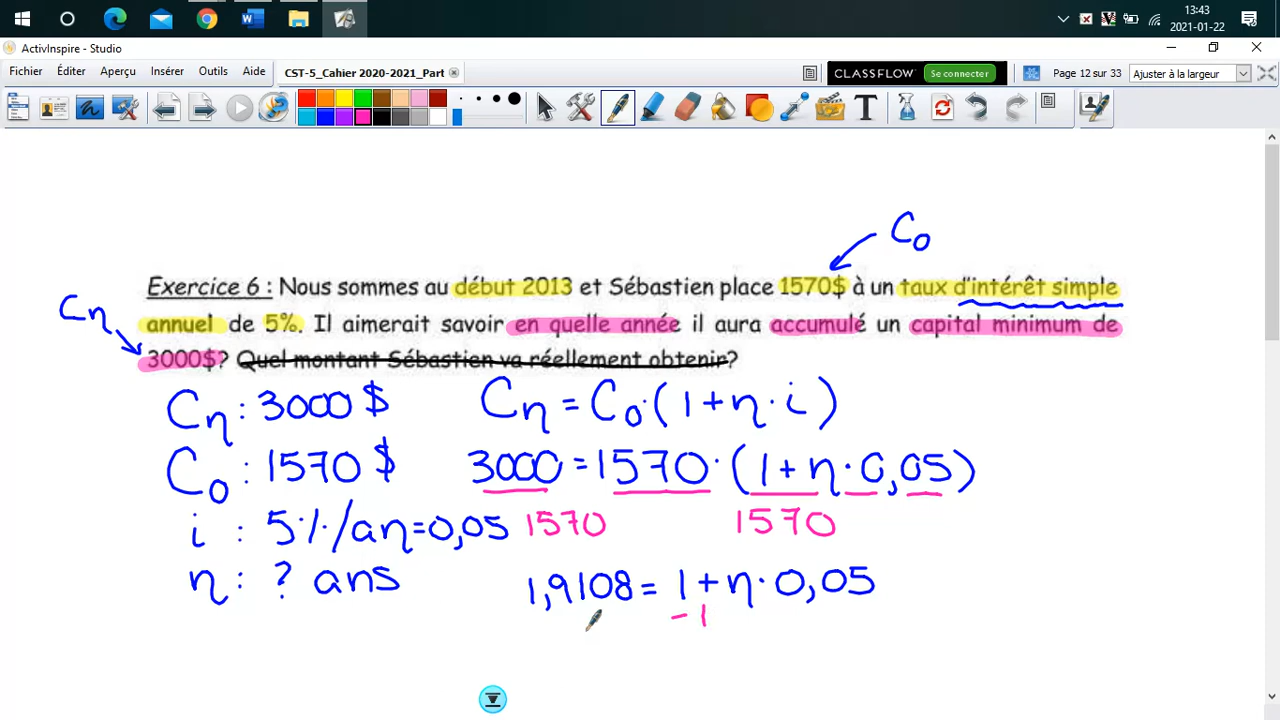 13:43
2021-01-22
ActivInspire - Studio
Fichier Éditer Aperçu Insérer Outils Aide CST-5_Cahier 2020-2021_Part CLASSFLOW Se connecter Page 12 sur 33 Ajuster à la largeur
C0
Exercice 6 : Nous sommes au début 2013 et Sébastien place 1570$ à un taux d'intérêt simple
Cn
annuel de 5%. Il aimerait savoir en quelle année il aura accumulé un capital minimum de
3000$? Quel montant Sébastien va réellement obtenir?
Cn : 3000 $ Cn = C0·(1+n·i)
C0 : 1570 $ 3000 = 1570·(1+n·0,05)
i : 5%/an=0,05 1570 1570
n : ? ans 1,9108 = 1+n·0,05
-1